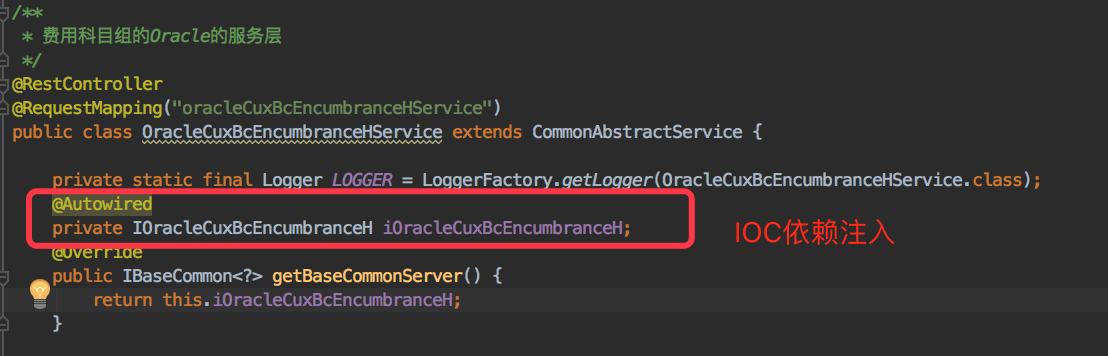 /**
* 费用科目组的Oracle的服务层
*/
@RestController
@RequestMapping("oracleCuxBcEncumbranceHService")
public class OracleCuxBcEncumbranceHService extends CommonAbstractService {
private static final Logger LOGGER = LoggerFactory.getLogger(OracleCuxBcEncumbranceHService.class);
@Autowired
private IOracleCuxBcEncumbranceH iOracleCuxBcEncumbranceH;
IOC依赖注入
@Override
public IBaseCommon<?> getBaseCommonServer() {
return this.iOracleCuxBcEncumbranceH;
}